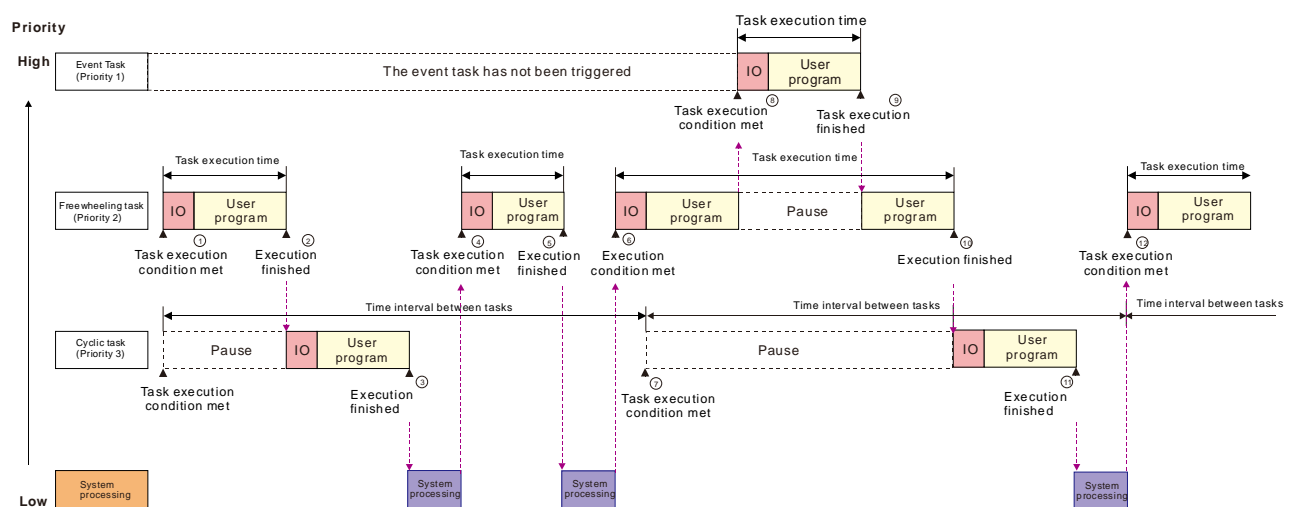 Priority
Task execution time
High
Event Task
(Priority 1)
The event task has not been triggered
IO
User
program
8
9
Task execution
condition met
Task execution
finished
Task execution time
Task execution time
Task execution time
Task execution time
Freewheeling task
(Priority 2)
IO
User
program
IO
User
program
IO
User
program
Pause
User
program
IO
User
program
1
2
4
5
6
10
12
Task execution
condition met
Execution
finished
Task execution
condition met
Execution
finished
Execution
condition met
Execution finished
Task execution
condition met
Time interval between tasks
Time interval between tasks
Time interval between tasks
Cyclic task
(Priority 3)
Pause
IO
User
program
Pause
IO
User
program
3
7
11
Task execution
condition met
Execution
finished
Task execution
condition met
Execution
finished
Low
System
processing
System
processing
System
processing
System
processing